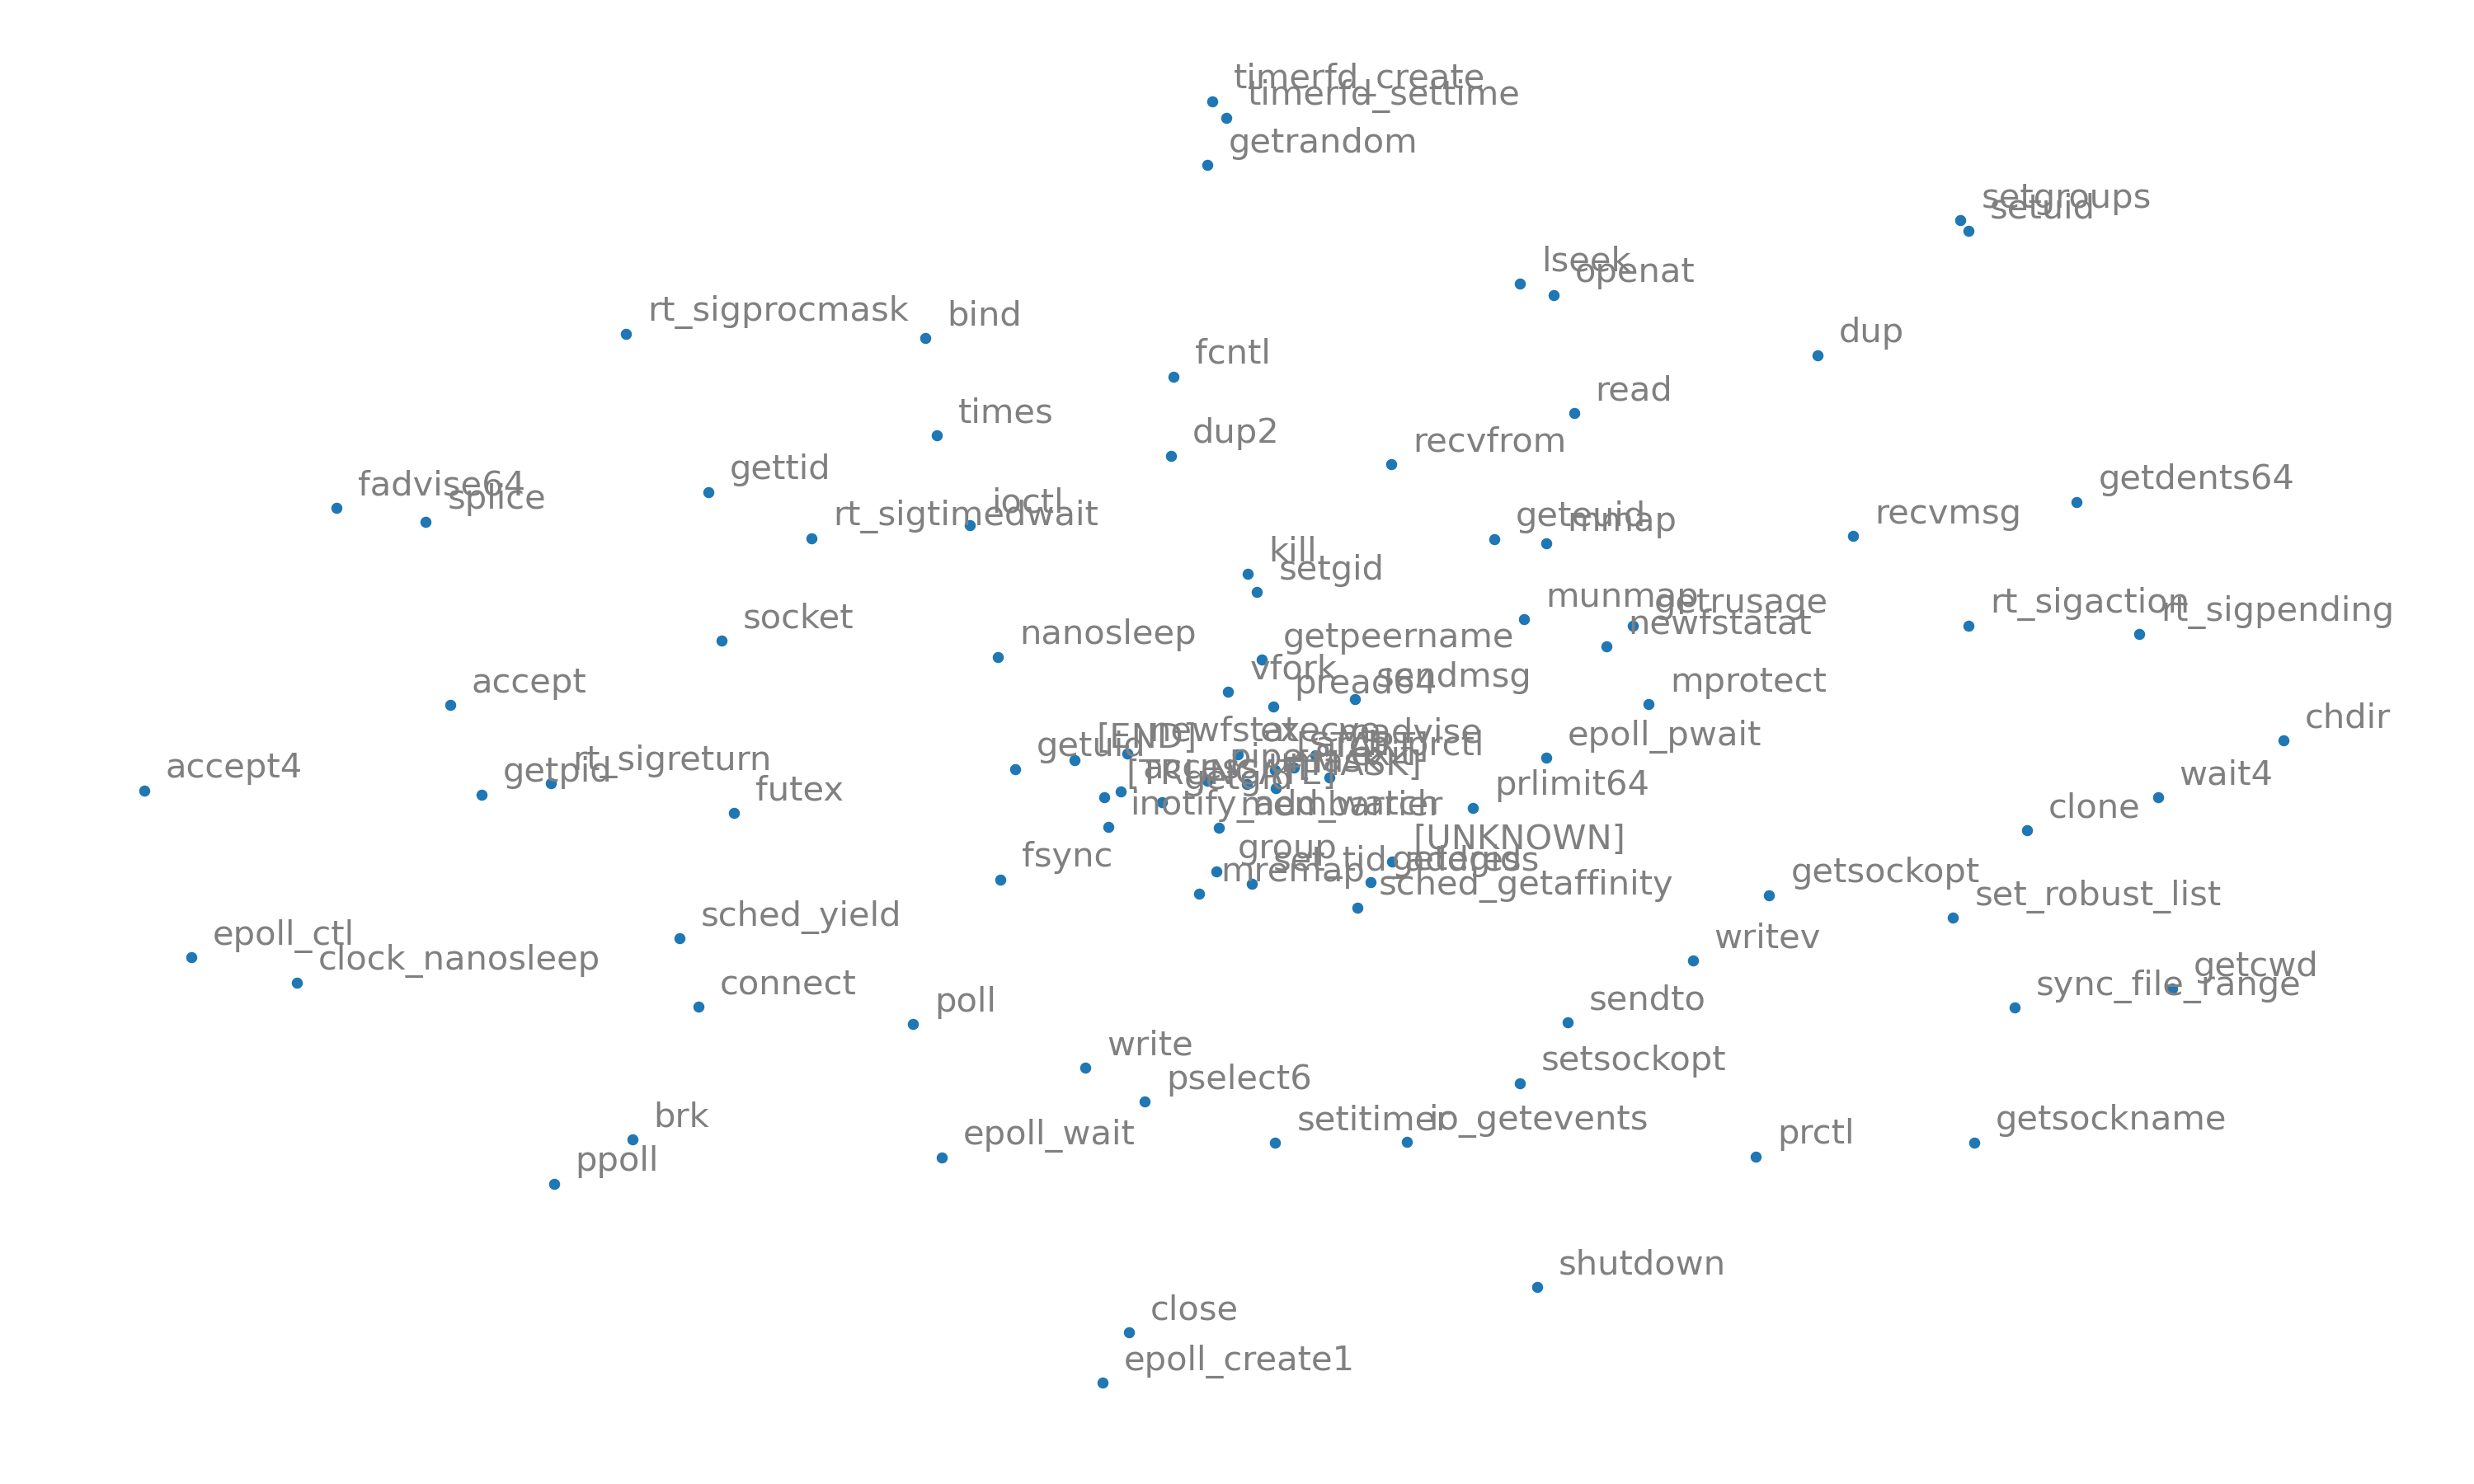 timerfd_create
timerfd_settime
getrandom
setgroups
setuid
lseek
openat
rt_sigprocmask
bind
dup
fcntl
read
times
dup2
recvfrom
gettid
getdents64
fadvise64
splice
ioctl
rt_sigtimedwait
geteuid
mmap
recvmsg
kill
setgid
munmap
getrusage
rt_sigaction
rt_sigpending
socket
nanosleep
getpeername
newfstatat
vfork
sendmsg
pread64
accept
mprotect
chdir
[END]
newfstat
execve
madvise
getuid
epoll_pwait
accept4
getpid
rt_sigreturn
wait4
futex
prlimit64
inotify_add_watch
membarrier
clone
[UNKNOWN]
group
fsync
set_tid_address
getegid
mremap
sched_getaffinity
getsockopt
set_robust_list
sched_yield
epoll_ctl
clock_nanosleep
writev
getcwd
sync_file_range
connect
poll
sendto
write
pselect6
setsockopt
brk
setitimer
io_getevents
epoll_wait
prctl
getsockname
ppoll
shutdown
close
epoll_create1